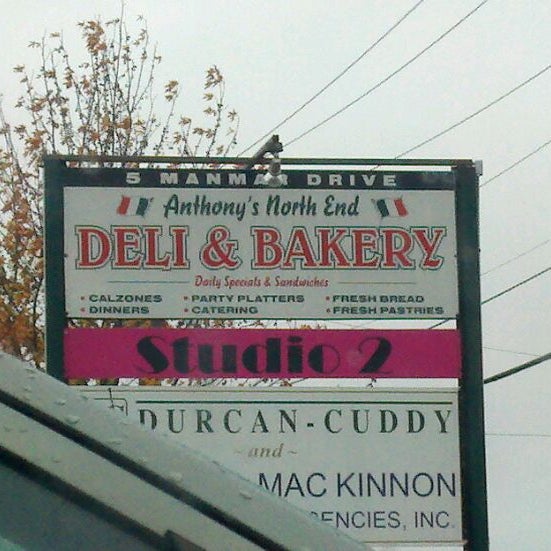 5 MANMAR DRIVE
Anthony's North End
DELI & BAKERY
Daily Specials & Sandwiches
• CALZONES • PARTY PLATTERS • FRESH BREAD
• DINNERS • CATERING • FRESH PASTRIES
Studio 2
DURCAN-CUDDY
~ and ~
MAC KINNON
INC.